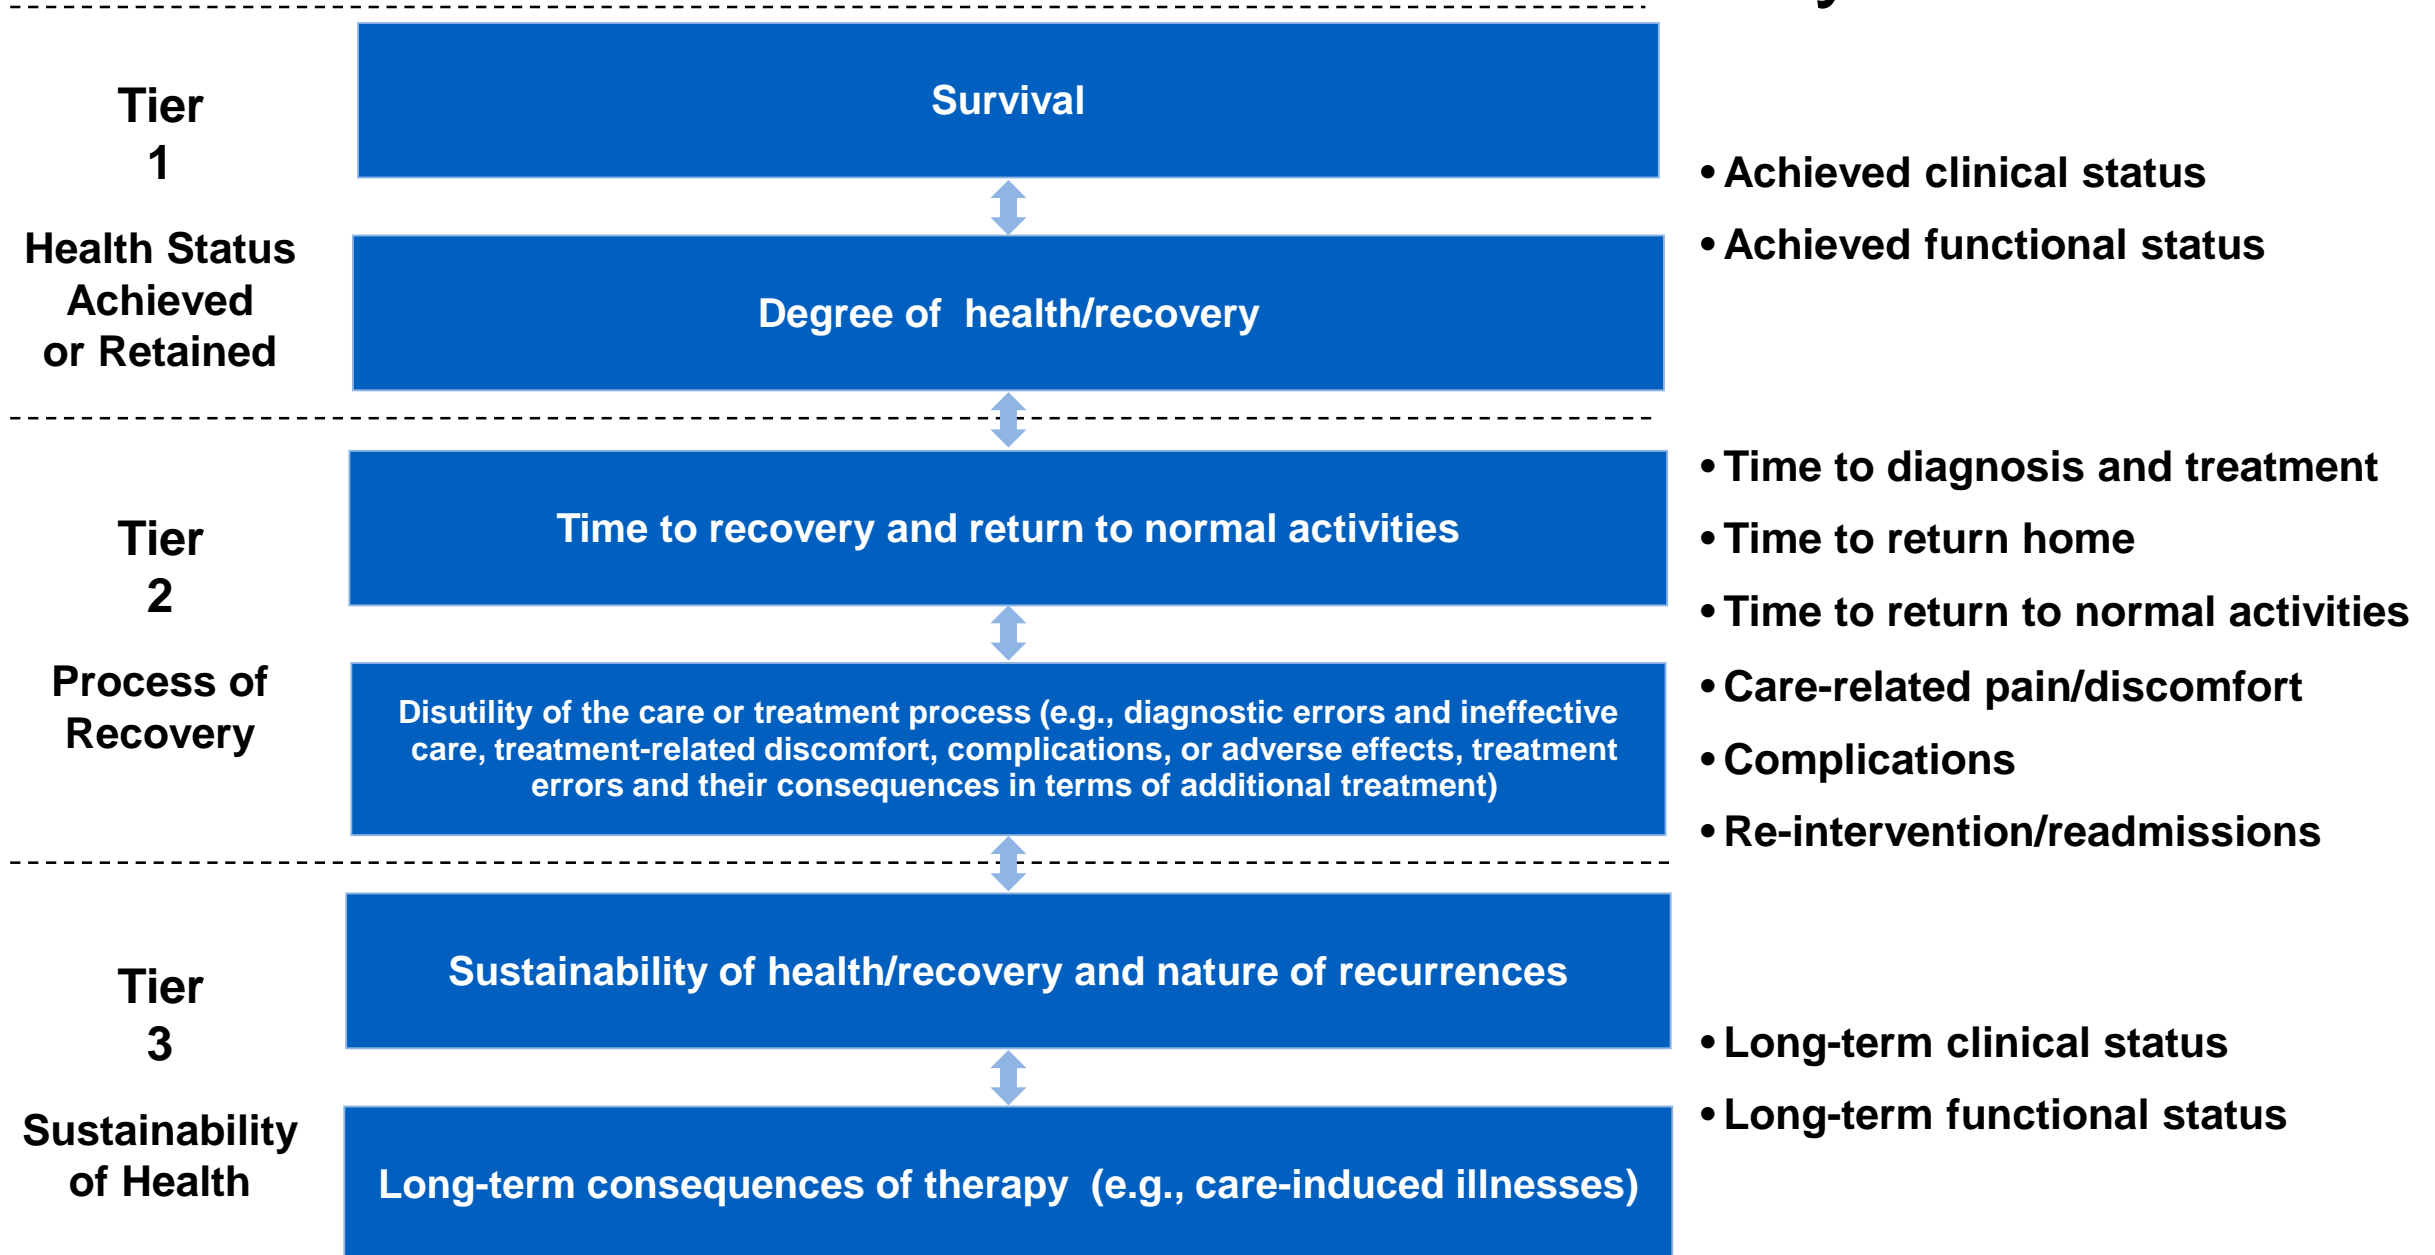 Tier
1
Health Status
Achieved
or Retained
Survival
Degree of health/recovery
• Achieved clinical status
• Achieved functional status
Tier
2
Process of
Recovery
Time to recovery and return to normal activities
Disutility of the care or treatment process (e.g., diagnostic errors and ineffective
care, treatment-related discomfort, complications, or adverse effects, treatment
errors and their consequences in terms of additional treatment)
• Time to diagnosis and treatment
• Time to return home
• Time to return to normal activities
• Care-related pain/discomfort
• Complications
• Re-intervention/readmissions
Tier
3
Sustainability
of Health
Sustainability of health/recovery and nature of recurrences
Long-term consequences of therapy (e.g., care-induced illnesses)
• Long-term clinical status
• Long-term functional status